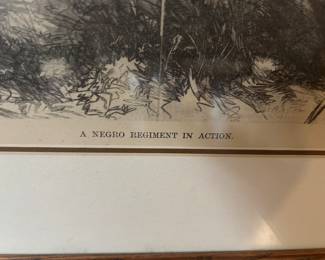 A NEGRO REGIMENT IN ACTION.